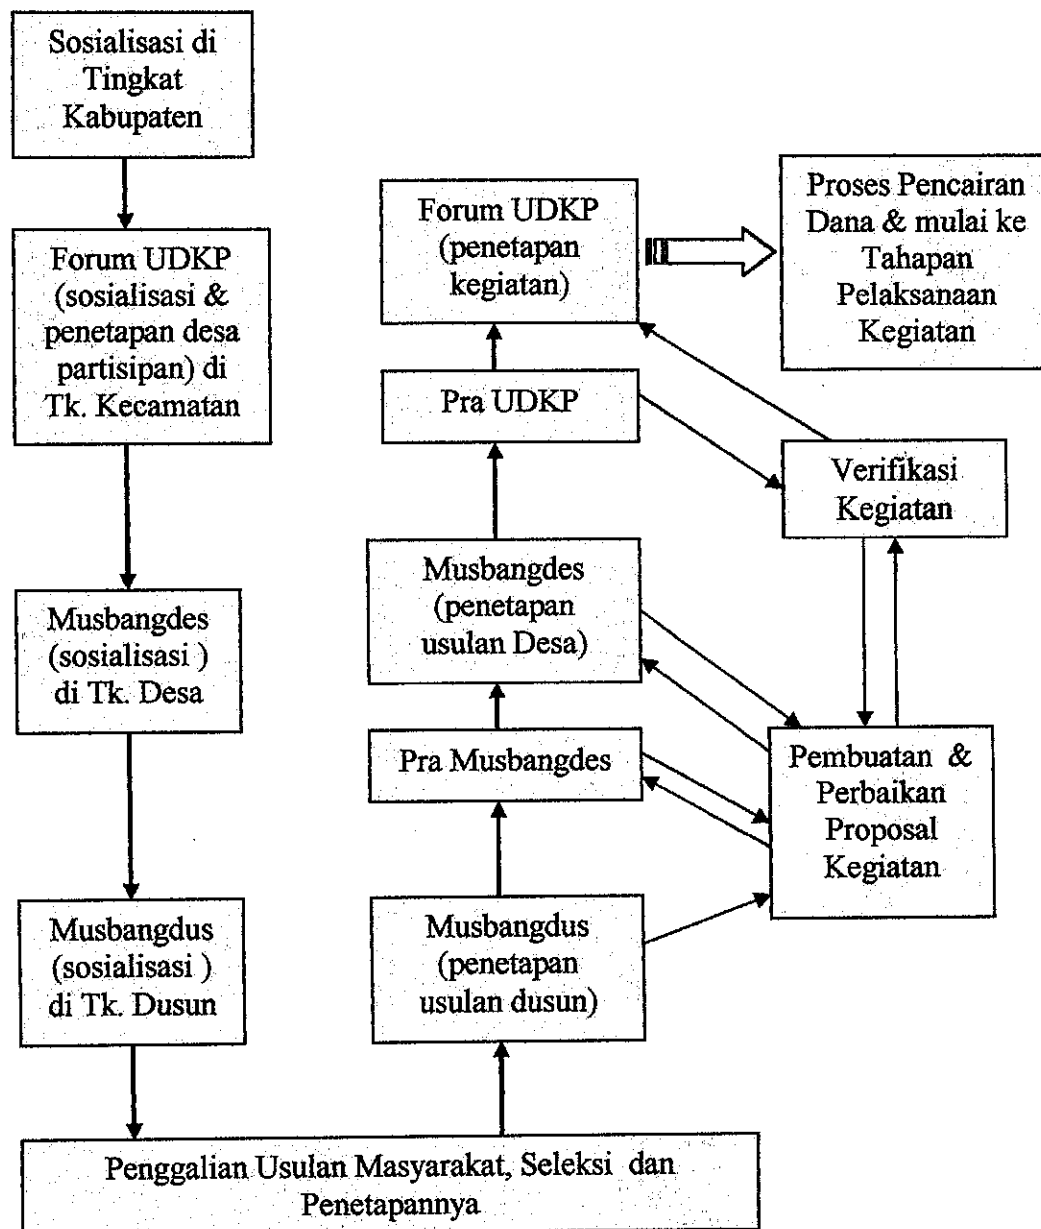 Sosialisasi di
Tingkat
Kabupaten
Forum UDKP
(sosialisasi &
penetapan desa
partisipan) di
Tk. Kecamatan
Musbangdes
(sosialisasi )
di Tk. Desa
Musbangdus
(sosialisasi )
di Tk. Dusun
Penggalian Usulan Masyarakat, Seleksi dan
Penetapannya
Musbangdus
(penetapan
usulan dusun)
Pra Musbangdes
Musbangdes
(penetapan
usulan Desa)
Pra UDKP
Forum UDKP
(penetapan
kegiatan)
Proses Pencairan
Dana & mulai ke
Tahapan
Pelaksanaan
Kegiatan
Verifikasi
Kegiatan
Pembuatan &
Perbaikan
Proposal
Kegiatan